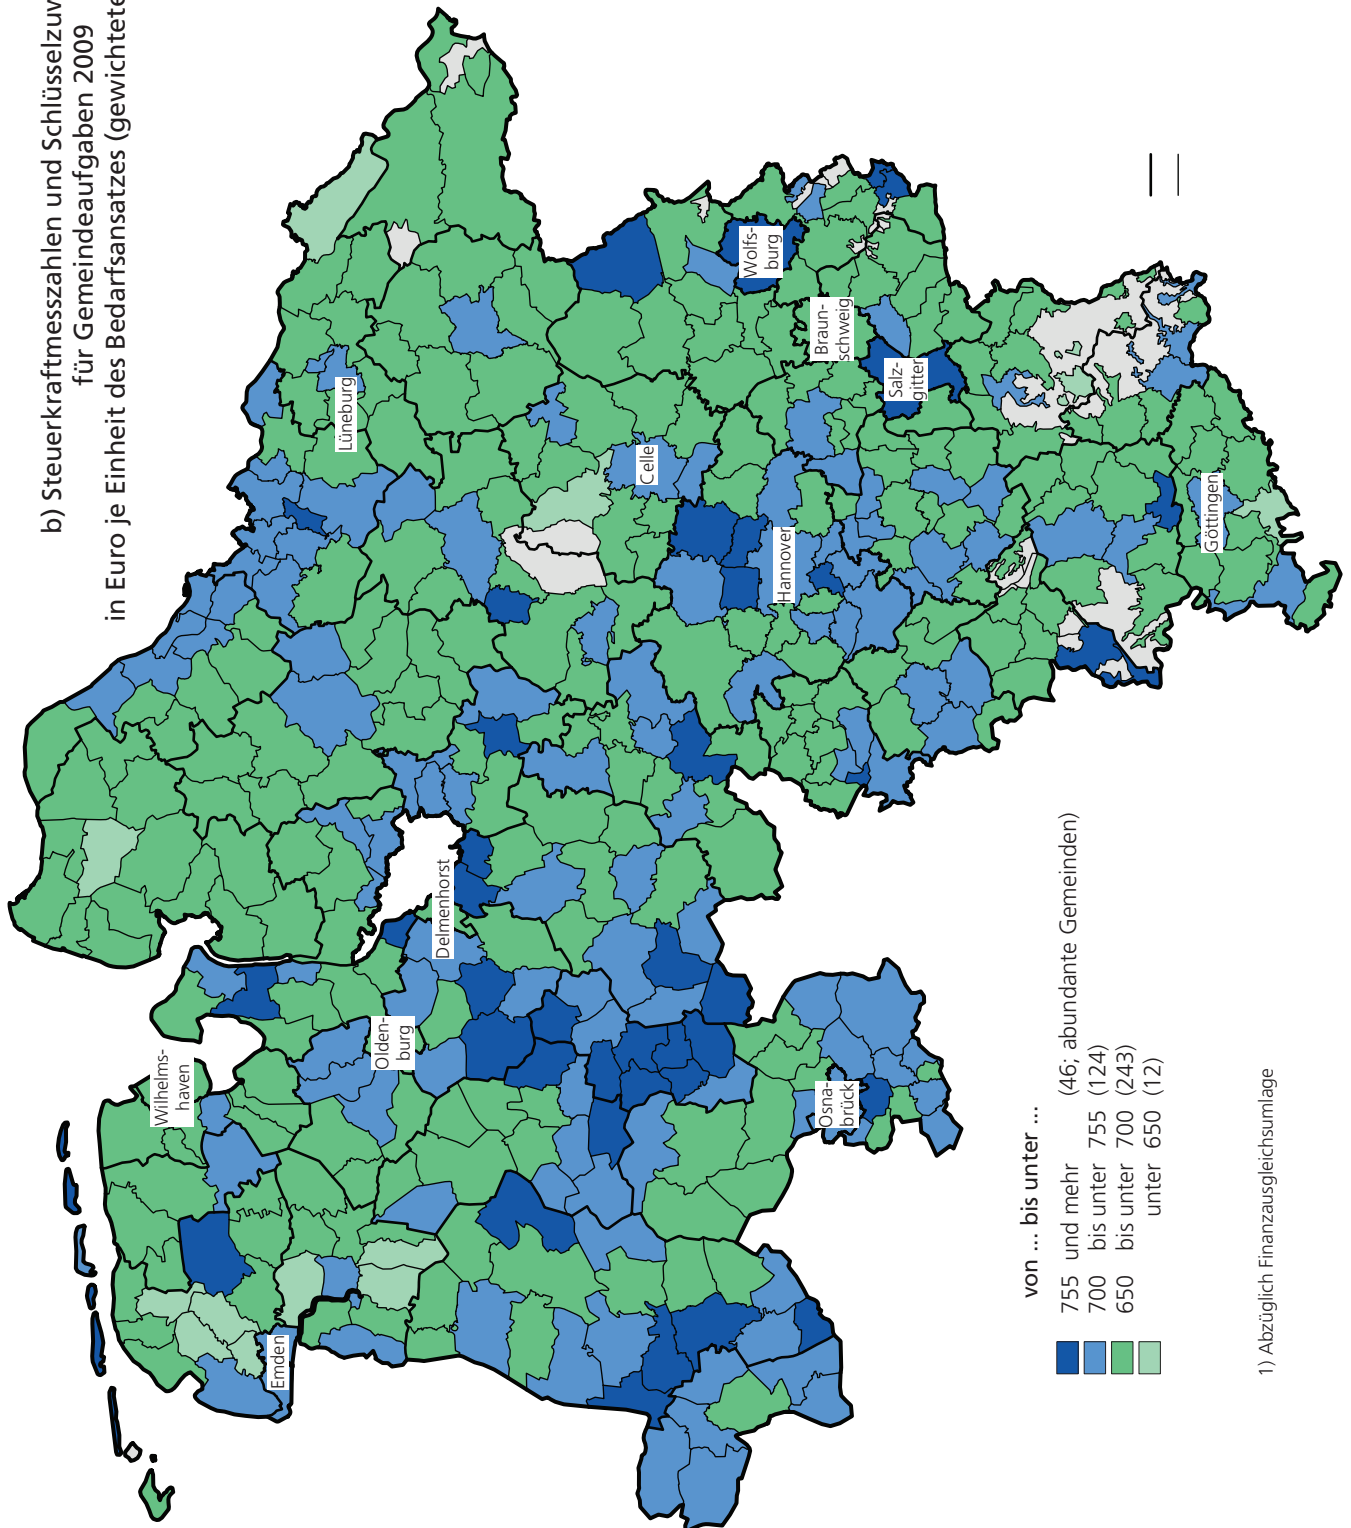 b) Steuerkraftmesszahlen und
für Gemeindeaufgaben 2009
in Euro je Einheit des Bedarfsansatzes
Wilhelms-
haven
Emden
Olden-
burg
Delmenhorst
Osna-
brück
Lüneburg
Celle
Hannover
Wolfs-
burg
Braun-
schweig
Salz-
gitter
Göttingen
von ... bis unter ...
755 und mehr (46; abundante Gemeinden)
700 bis unter 755 (124)
650 bis unter 700 (243)
unter 650 (12)
1) Abzüglich Finanzausgleichsumlage